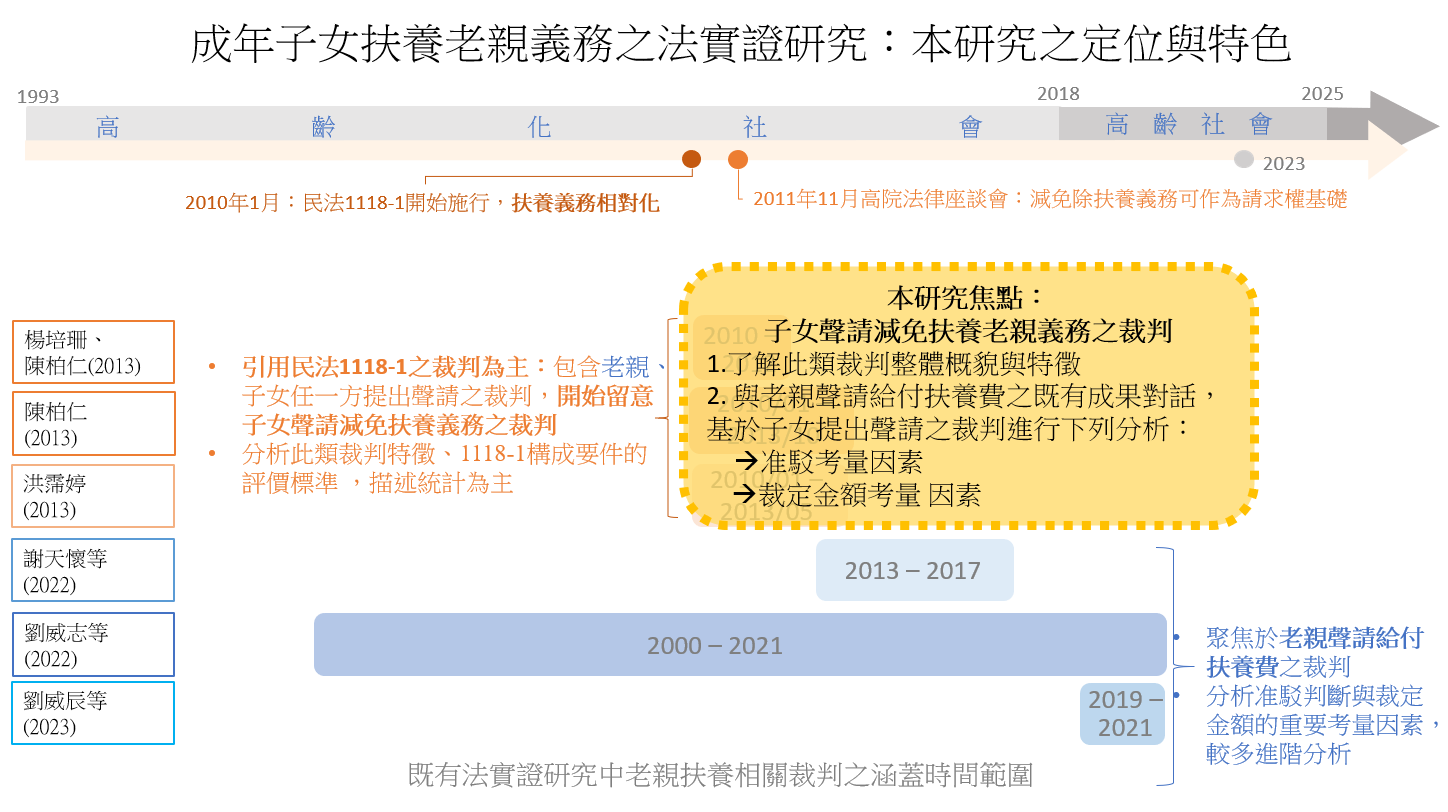 成年子女扶養老親義務之法實證研究：本研究之定位與特色
1993
2018
2025
高 齡 化 社 會
高 齡 社 會
2023
2010年1月：民法1118-1開始施行，扶養義務相對化
2011年11月高院法律座談會：減免除扶養義務可作為請求權基礎
楊培珊、
陳柏仁(2013)
陳柏仁
(2013)
洪霈婷
(2013)
謝天懷等
(2022)
劉威志等
(2022)
劉威辰等
(2023)
• 引用民法1118-1之裁判為主：包含老親、
子女任一方提出聲請之裁判，開始留意
子女聲請減免扶養義務之裁判
• 分析此類裁判特徵、1118-1構成要件的
評價標準 ，描述統計為主
2010 –
2010/01 –
2013/05
本研究焦點：
子女聲請減免扶養老親義務之裁判
1.了解此類裁判整體概貌與特徵
2. 與老親聲請給付扶養費之既有成果對話，
基於子女提出聲請之裁判進行下列分析：
→准駁考量因素
→裁定金額考量 因素
2013 – 2017
2000 – 2021
2019 –
2021
• 聚焦於老親聲請給付
扶養費之裁判
• 分析准駁判斷與裁定
金額的重要考量因素，
較多進階分析
既有法實證研究中老親扶養相關裁判之涵蓋時間範圍